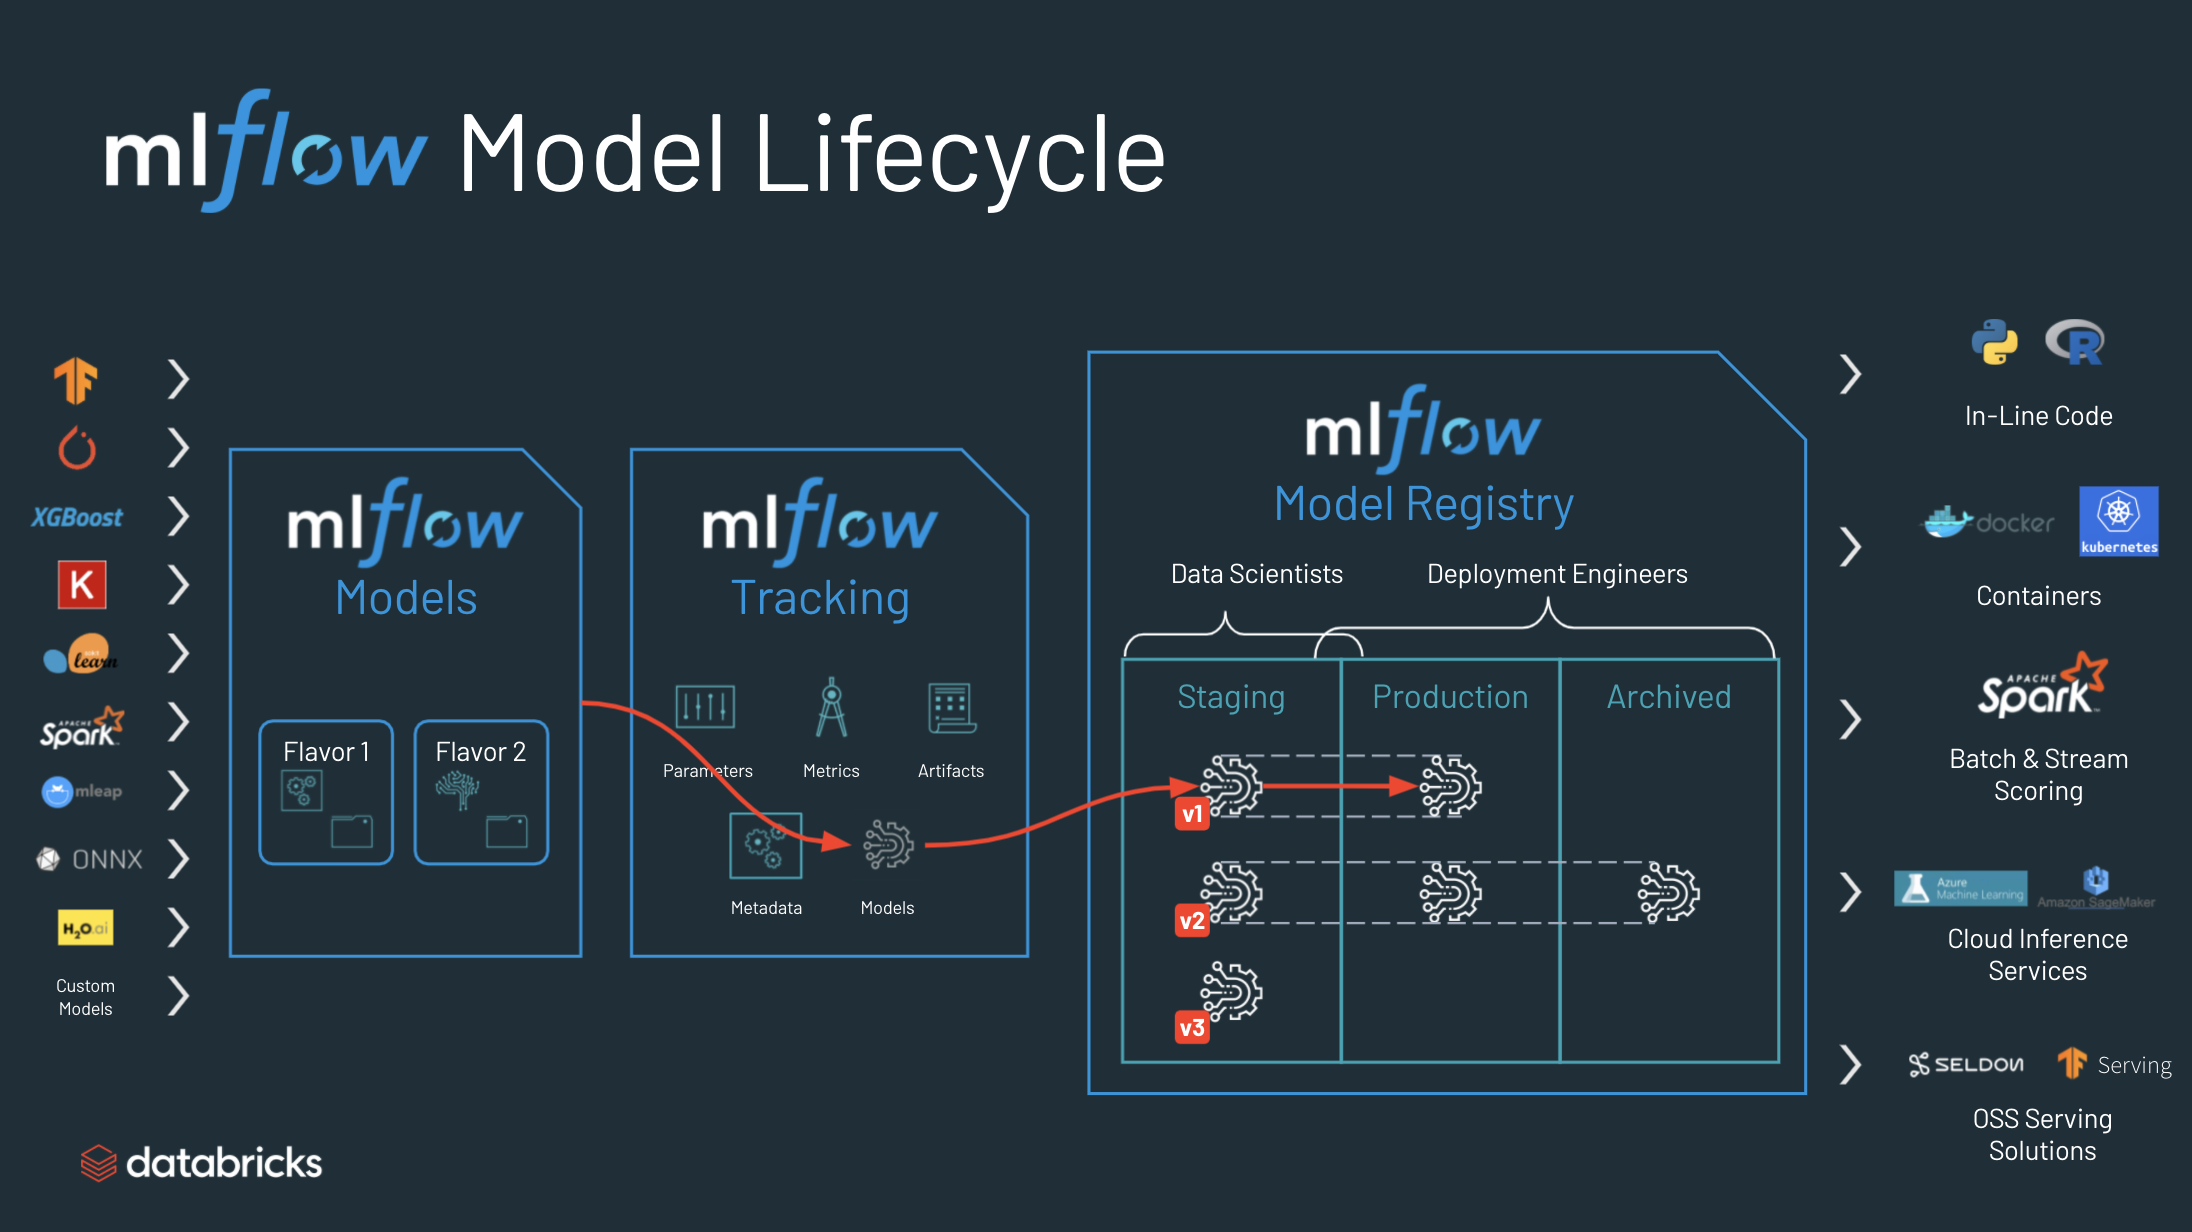 mlflow Model Lifecycle
XGBoost
K
learn
APACHE
Spark
mleap
ONNX
H2O.ai
Custom
Models
mlflow
Models
Flavor 1
Flavor 2
mlflow
Tracking
Parameters
Metrics
Artifacts
Metadata
Models
mlflow
Model Registry
Data Scientists
Deployment Engineers
Staging
Production
Archived
v1
v2
v3
R
In-Line Code
docker
kubernetes
Containers
APACHE
Spark
Batch & Stream
Scoring
Azure
Machine Learning
Amazon SageMaker
Cloud Inference
Services
SELDON
Serving
OSS Serving
Solutions
databricks